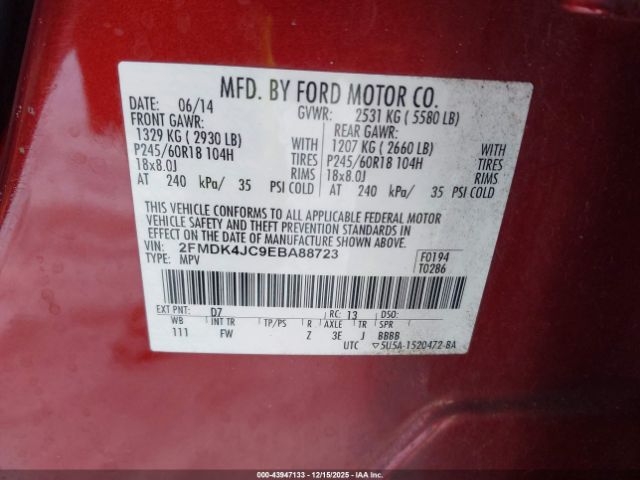 MFD. BY FORD MOTOR CO.
DATE: 06/14 GVWR: 2531 KG ( 5580 LB)
FRONT GAWR: REAR GAWR:
1329 KG ( 2930 LB) WITH 1207 KG ( 2660 LB) WITH
P245/60R18 104H TIRES P245/60R18 104H TIRES
18x8.0J RIMS 18x8.0J RIMS
AT 240 kPa/ 35 PSI COLD AT 240 kPa/ 35 PSI COLD
THIS VEHICLE CONFORMS TO ALL APPLICABLE FEDERAL MOTOR
VEHICLE SAFETY AND THEFT PREVENTION STANDARDS IN EFFECT
ON THE DATE OF MANUFACTURE SHOWN ABOVE.
VIN: 2FMDK4JC9EBA88723 F0194
TYPE: MPV T0286
EXT PNT: D7 RC: 13 DSO:
WB INT TR TP/PS R AXLE TR SPR
111 FW Z 3E J BBBB
UTC ▽5U5A-1520472-BA
000-43947133 - 12/15/2025 - IAA, Inc.